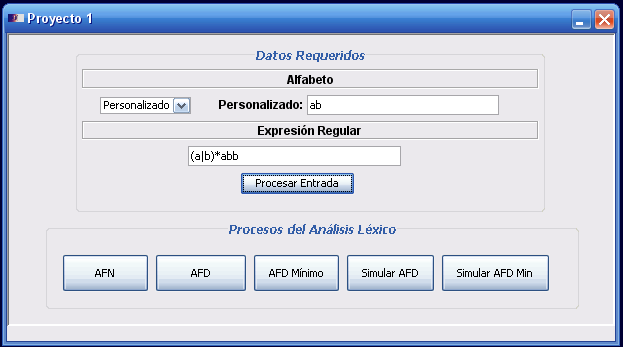 Proyecto 1
Datos Requeridos
Alfabeto
Personalizado Personalizado: ab
Expresión Regular
(a|b)*abb
Procesar Entrada
Procesos del Análisis Léxico
AFN AFD AFD Mínimo Simular AFD Simular AFD Min